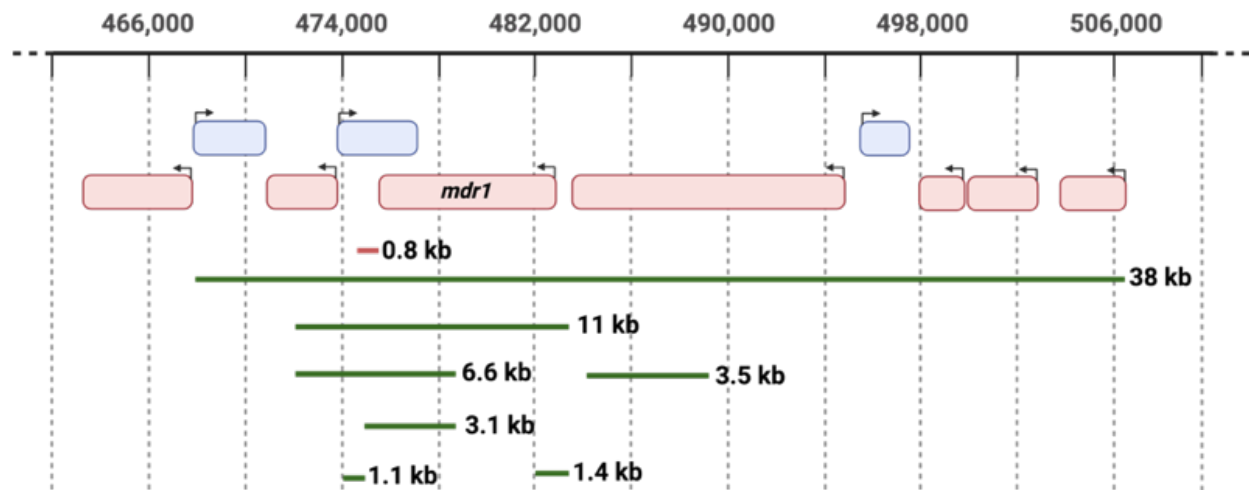 466,000 474,000 482,000 490,000 498,000 506,000
mdr1
0.8 kb
38 kb
11 kb
6.6 kb 3.5 kb
3.1 kb
1.1 kb 1.4 kb